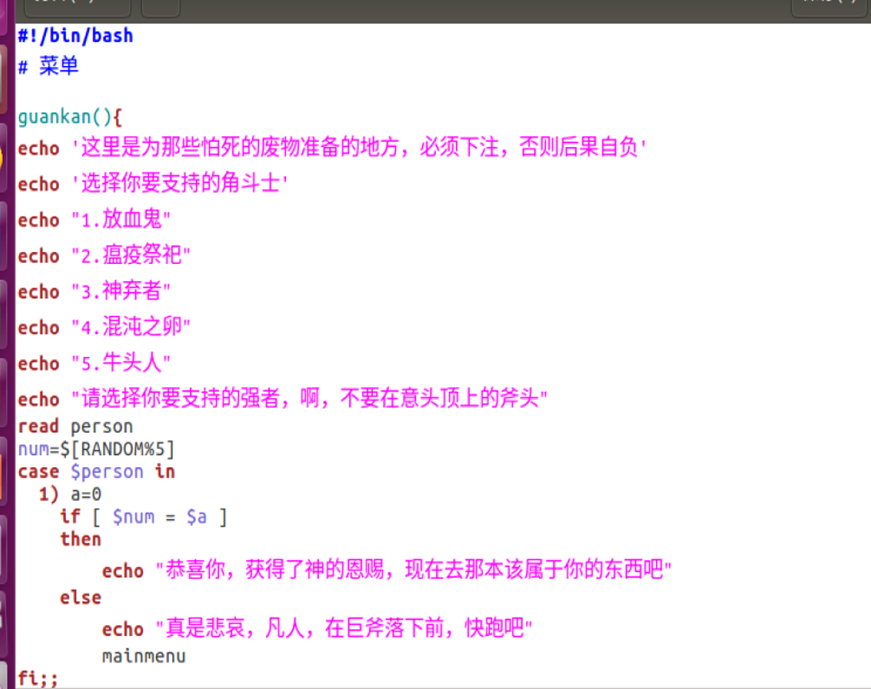 #!/bin/bash
# 菜单
guankan(){
echo '这里是为那些怕死的废物准备的地方，必须下注，否则后果自负'
echo '选择你要支持的角斗士'
echo "1.放血鬼"
echo "2.瘟疫祭祀"
echo "3.神弃者"
echo "4.混沌之卵"
echo "5.牛头人"
echo "请选择你要支持的强者，啊，不要在意头顶上的斧头"
read person
num=$[RANDOM%5]
case $person in
1) a=0
if [ $num = $a ]
then
echo "恭喜你，获得了神的恩赐，现在去那本该属于你的东西吧"
else
echo "真是悲哀，凡人，在巨斧落下前，快跑吧"
mainmenu
fi;;